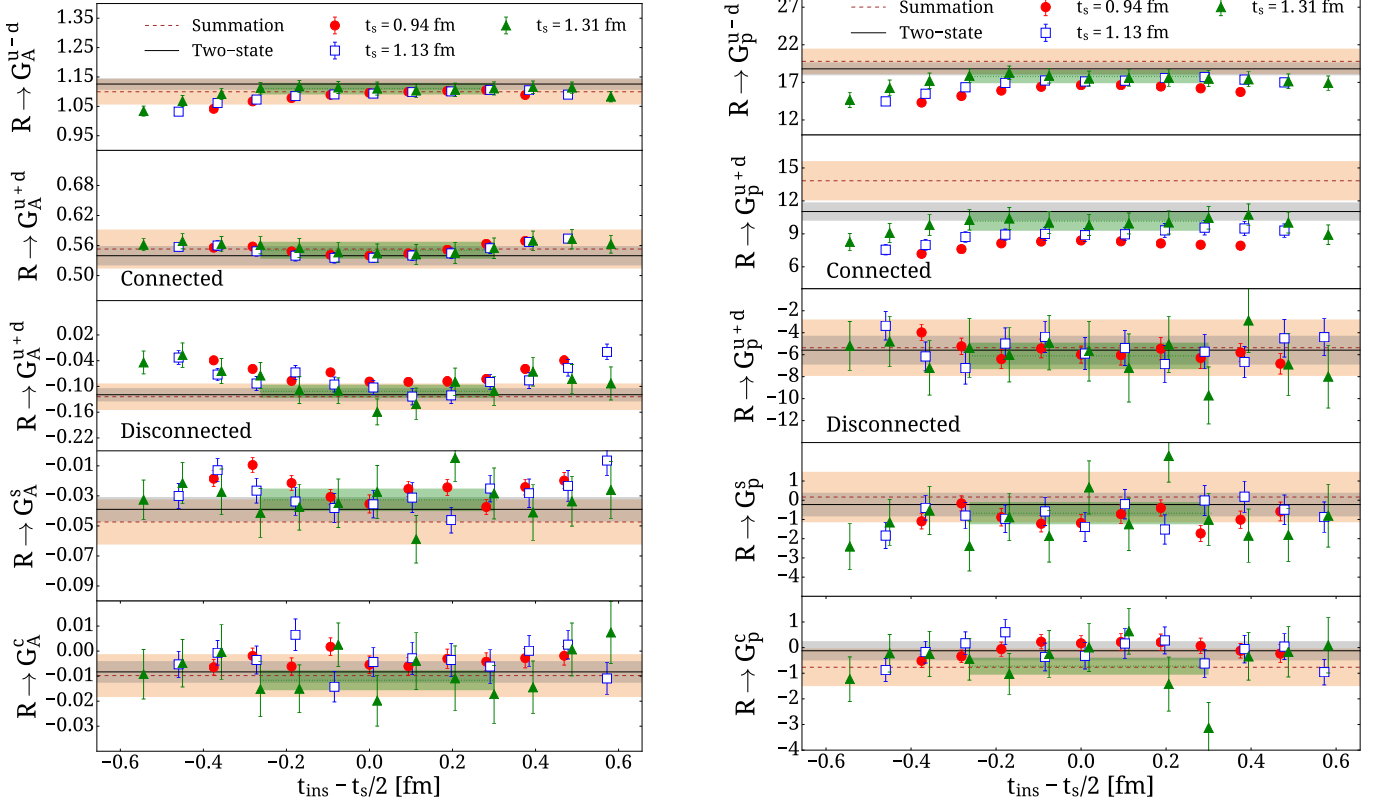 1.35
1.25
1.15
1.05
0.95
R → G_A^{u−d}
Summation
Two−state
t_s = 0.94 fm
t_s = 1.13 fm
t_s = 1.31 fm
0.68
0.62
0.56
0.50
R → G_A^{u+d}
Connected
0.02
−0.04
−0.10
−0.16
−0.22
R → G_A^{u+d}
Disconnected
−0.01
−0.03
−0.05
−0.07
−0.09
R → G_A^s
0.01
−0.01
−0.01
−0.03
R → G_A^c
−0.6
−0.4
−0.2
0.0
0.2
0.4
0.6
t_ins − t_s/2 [fm]
27
22
17
12
R → G_p^{u−d}
Summation
Two−state
t_s = 0.94 fm
t_s = 1.13 fm
t_s = 1.31 fm
15
12
9
6
R → G_p^{u+d}
Connected
−2
−4
−6
−8
−10
−12
R → G_p^{u+d}
Disconnected
1
0
−1
−2
−3
−4
R → G_p^s
1
0
−1
−2
−3
−4
R → G_p^c
−0.6
−0.4
−0.2
0.0
0.2
0.4
0.6
t_ins − t_s/2 [fm]